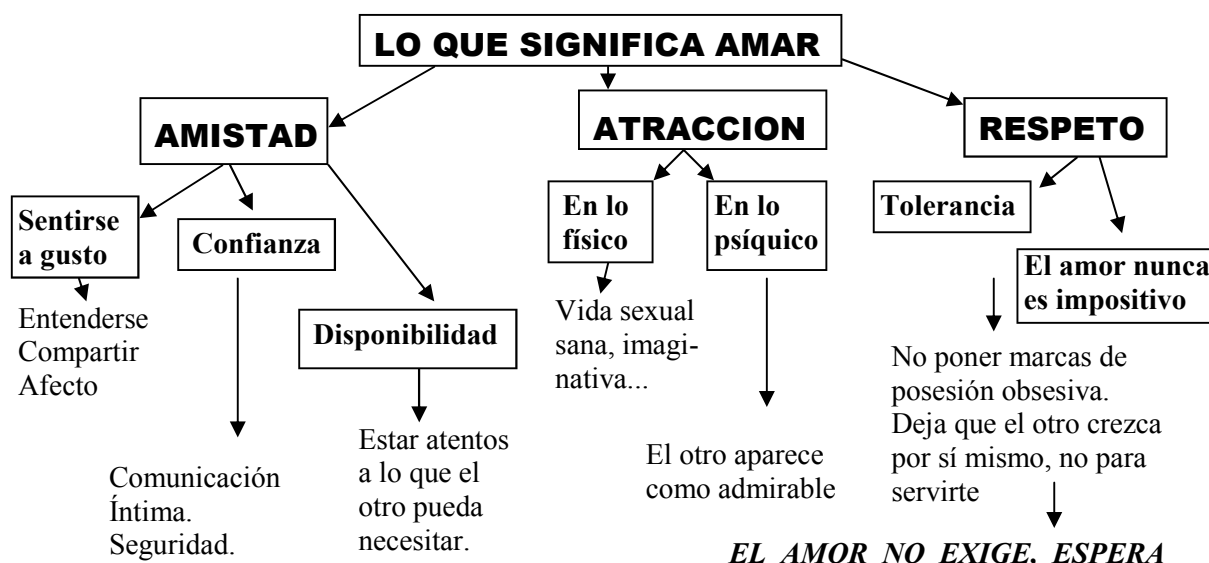 LO QUE SIGNIFICA AMAR
AMISTAD
ATRACCION
RESPETO
Sentirse
a gusto
Confianza
Disponibilidad
En lo
físico
En lo
psíquico
Tolerancia
El amor nunca
es impositivo
Entenderse
Compartir
Afecto
Comunicación
Íntima.
Seguridad.
Estar atentos
a lo que el
otro pueda
necesitar.
Vida sexual
sana, imagi-
nativa...
El otro aparece
como admirable
No poner marcas de
posesión obsesiva.
Deja que el otro crezca
por sí mismo, no para
servirte
EL AMOR NO EXIGE, ESPERA